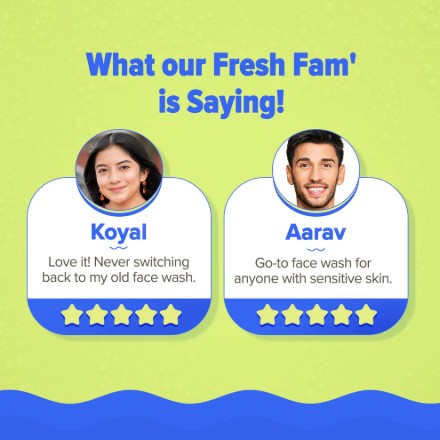 What our Fresh Fam'
is Saying!
Koyal
Love it! Never switching
back to my old face wash.
Aarav
Go-to face wash for
anyone with sensitive skin.